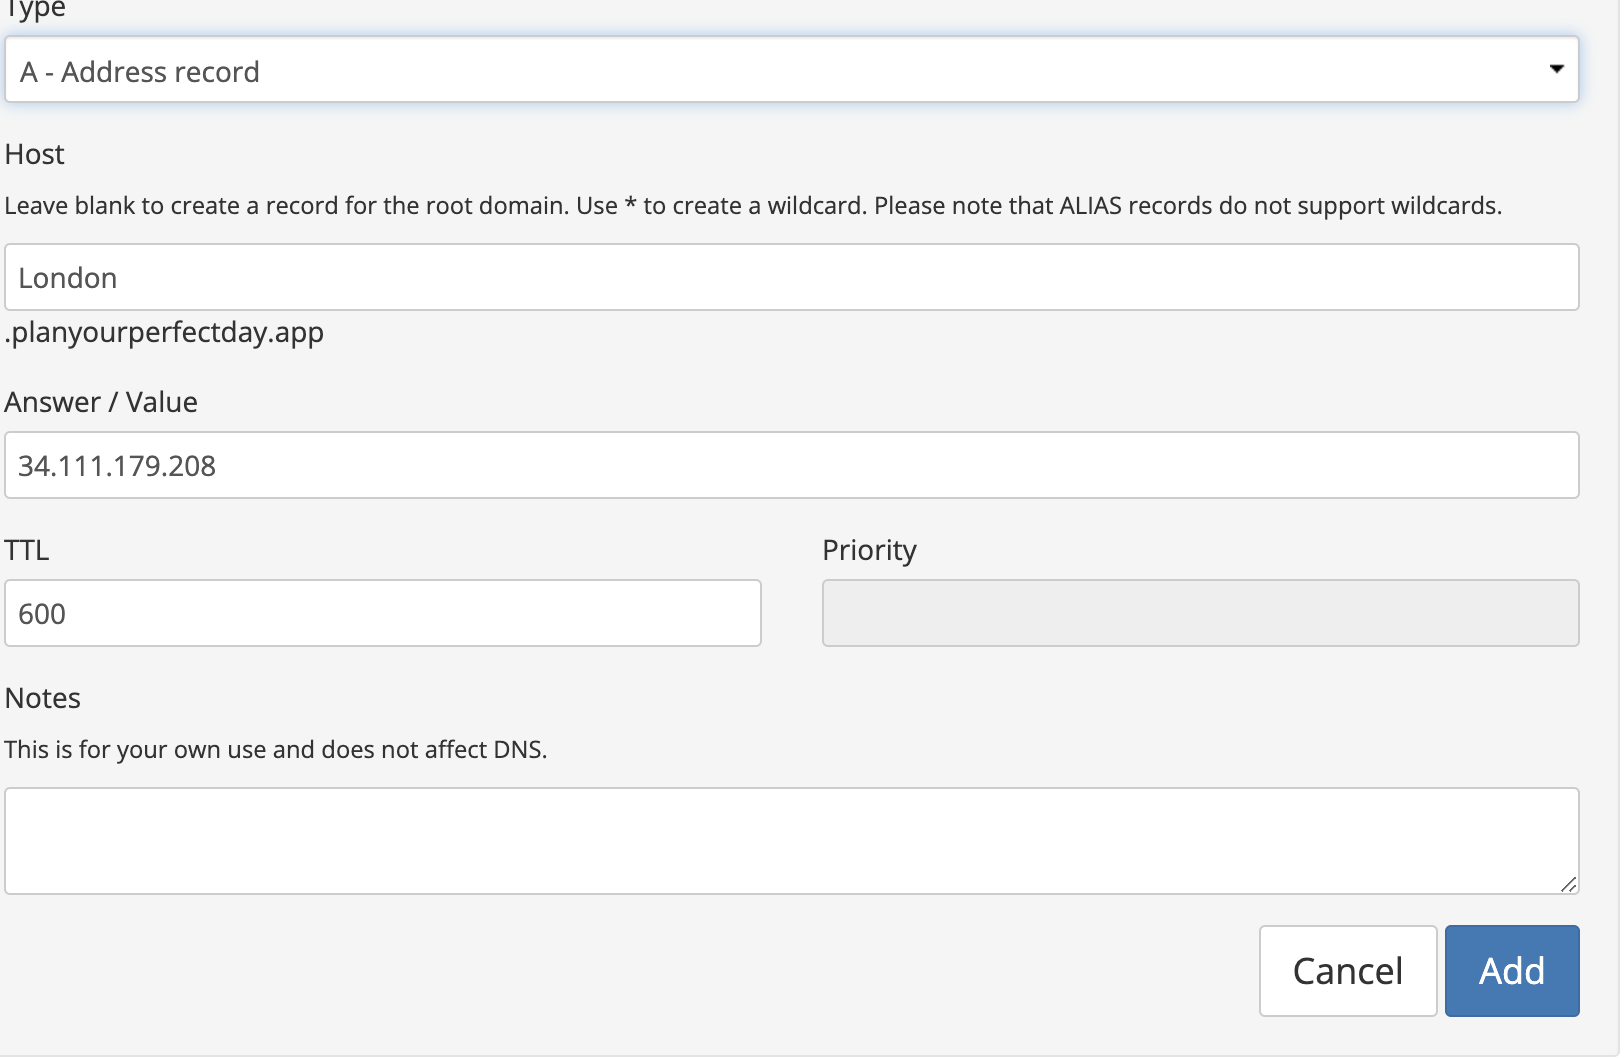 Type
A - Address record
Host
Leave blank to create a record for the root domain. Use * to create a wildcard. Please note that ALIAS records do not support wildcards.
London
.planyourperfectday.app
Answer / Value
34.111.179.208
TTL
Priority
600
Notes
This is for your own use and does not affect DNS.
Cancel
Add